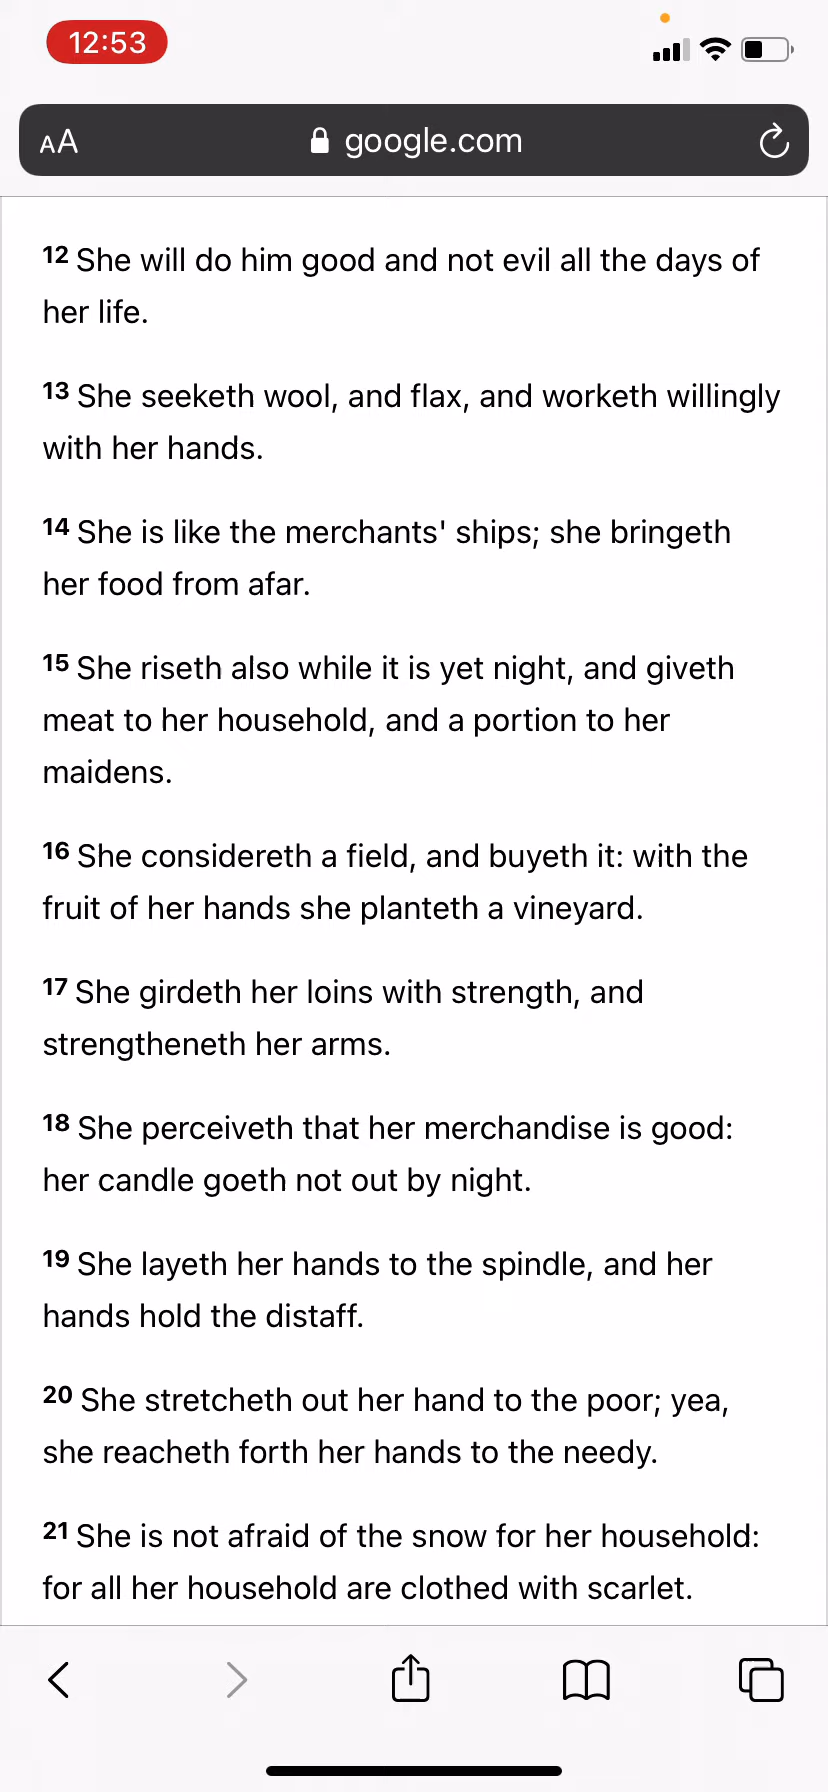 12:53
AA google.com
12 She will do him good and not evil all the days of
her life.
13 She seeketh wool, and flax, and worketh willingly
with her hands.
14 She is like the merchants' ships; she bringeth
her food from afar.
15 She riseth also while it is yet night, and giveth
meat to her household, and a portion to her
maidens.
16 She considereth a field, and buyeth it: with the
fruit of her hands she planteth a vineyard.
17 She girdeth her loins with strength, and
strengtheneth her arms.
18 She perceiveth that her merchandise is good:
her candle goeth not out by night.
19 She layeth her hands to the spindle, and her
hands hold the distaff.
20 She stretcheth out her hand to the poor; yea,
she reacheth forth her hands to the needy.
21 She is not afraid of the snow for her household:
for all her household are clothed with scarlet.